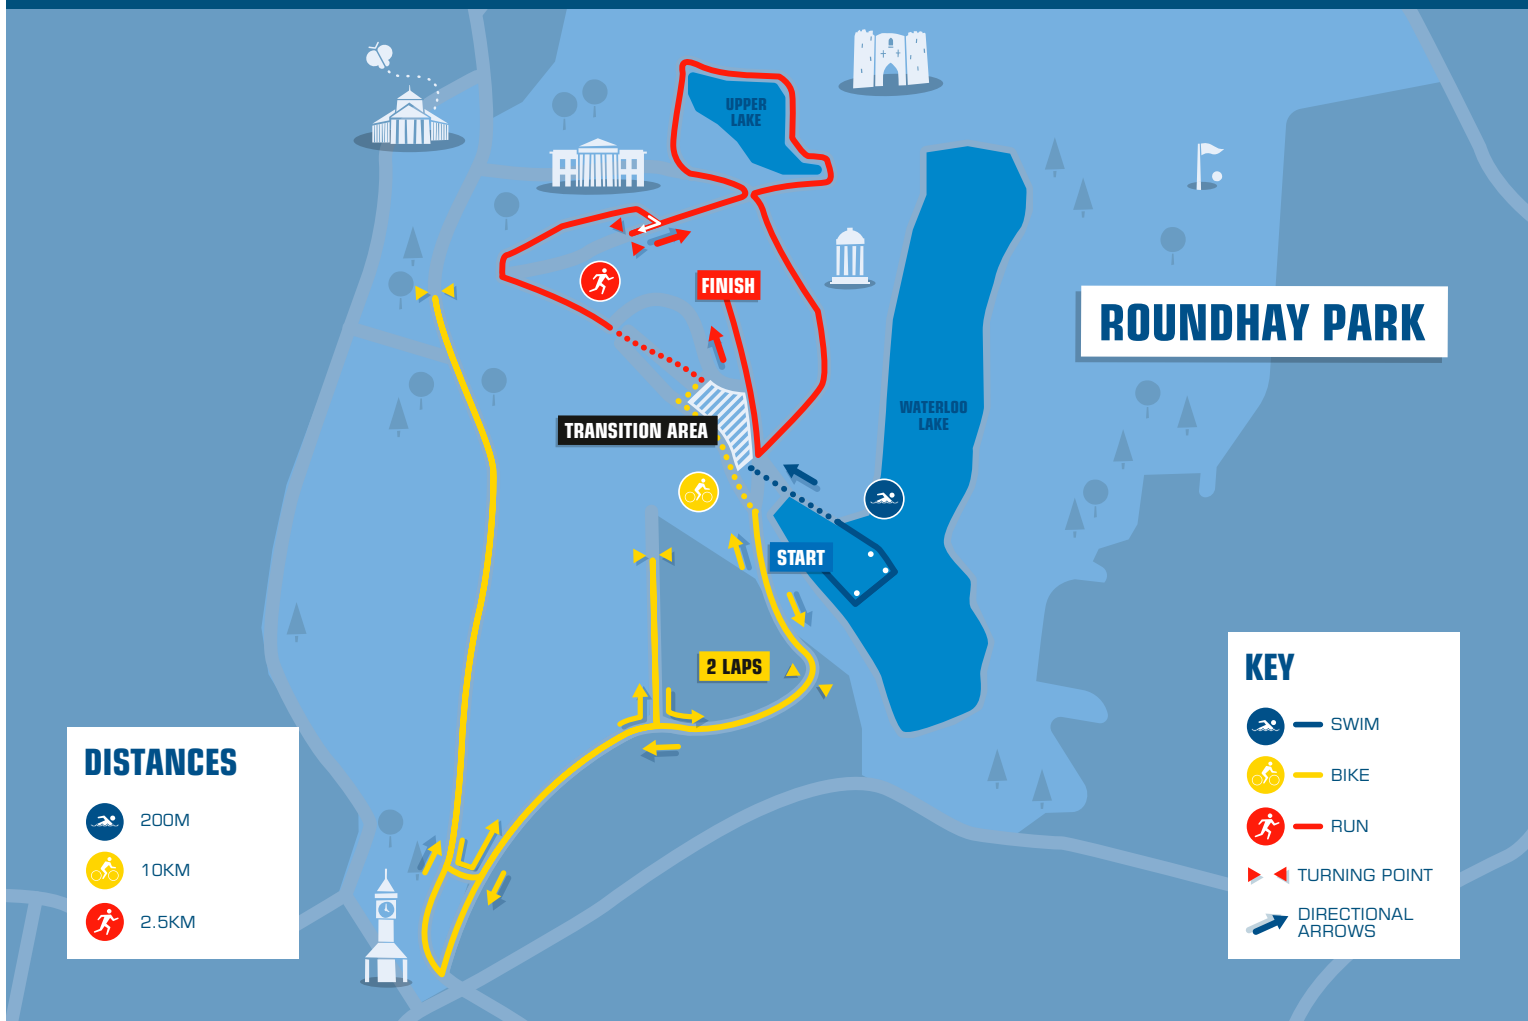 UPPER
LAKE
FINISH
ROUNDHAY PARK
WATERLOO
LAKE
TRANSITION AREA
START
2 LAPS
DISTANCES
200M
10KM
2.5KM
KEY
SWIM
BIKE
RUN
TURNING POINT
DIRECTIONAL
ARROWS